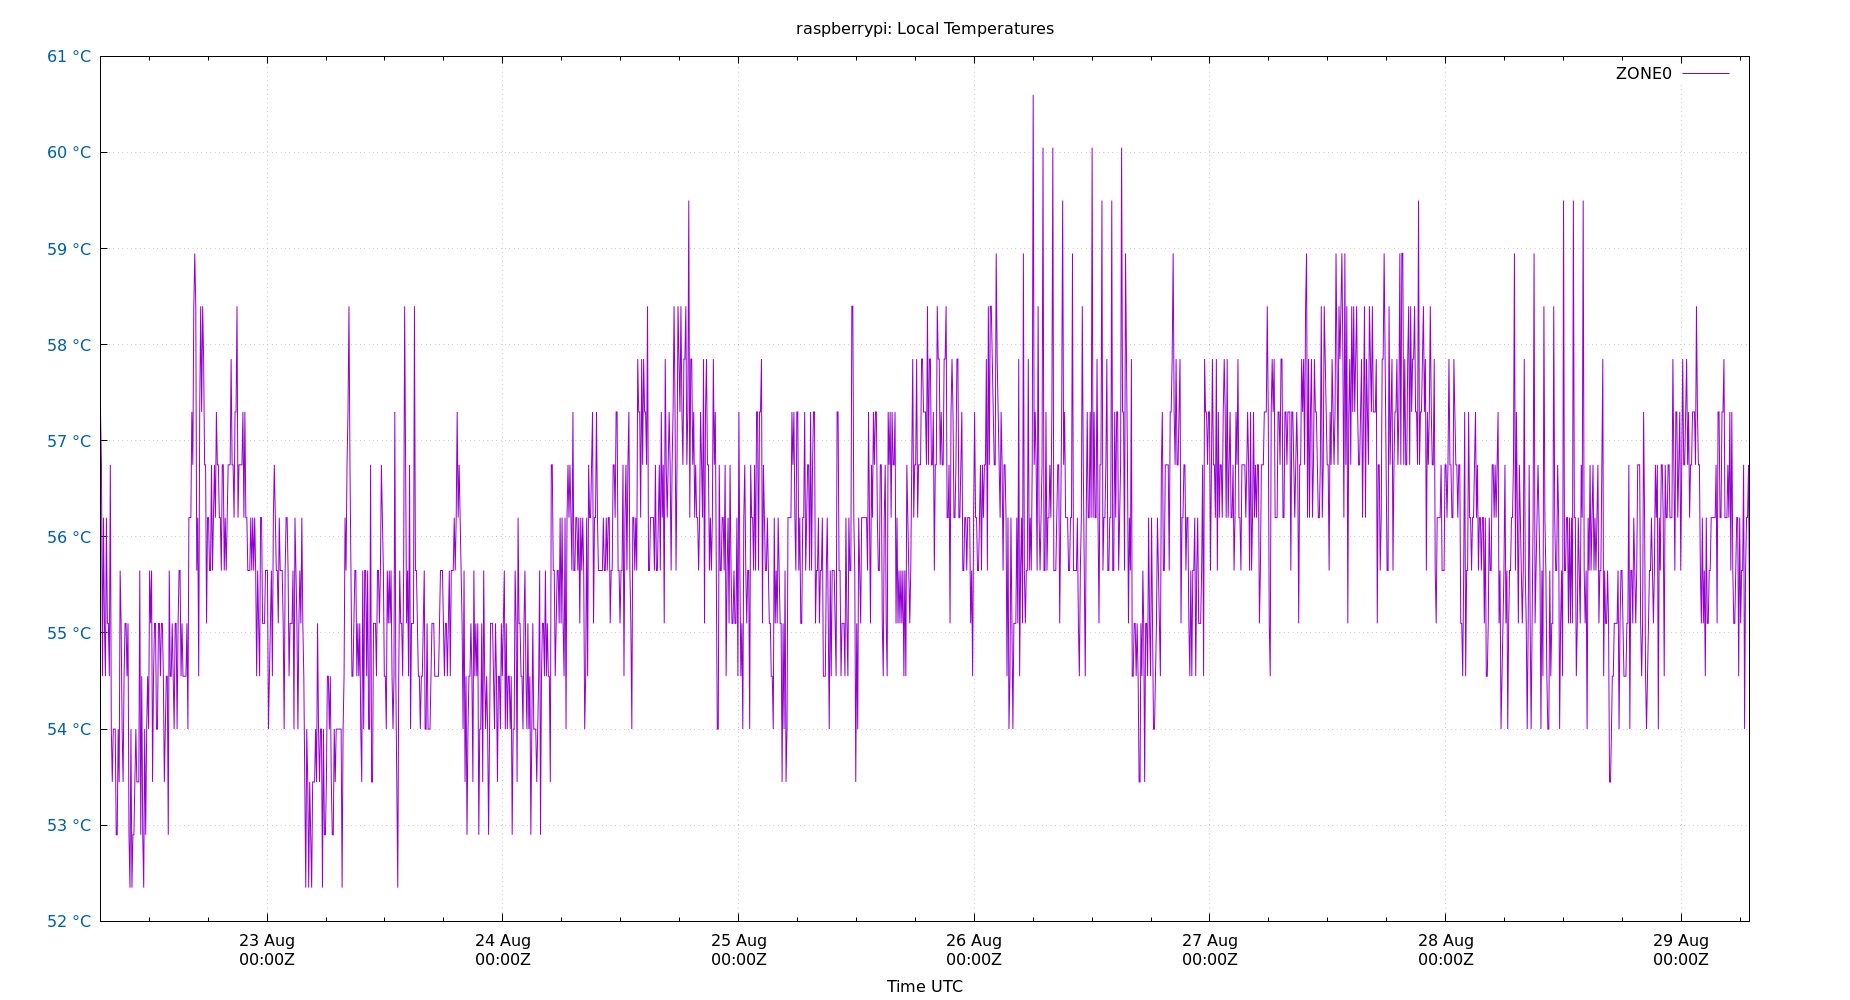 raspberrypi: Local Temperatures
61 °C
ZONE0
60 °C
59 °C
58 °C
57 °C
56 °C
55 °C
54 °C
53 °C
52 °C
23 Aug 24 Aug 25 Aug 26 Aug 27 Aug 28 Aug 29 Aug
00:00Z 00:00Z 00:00Z 00:00Z 00:00Z 00:00Z 00:00Z
Time UTC